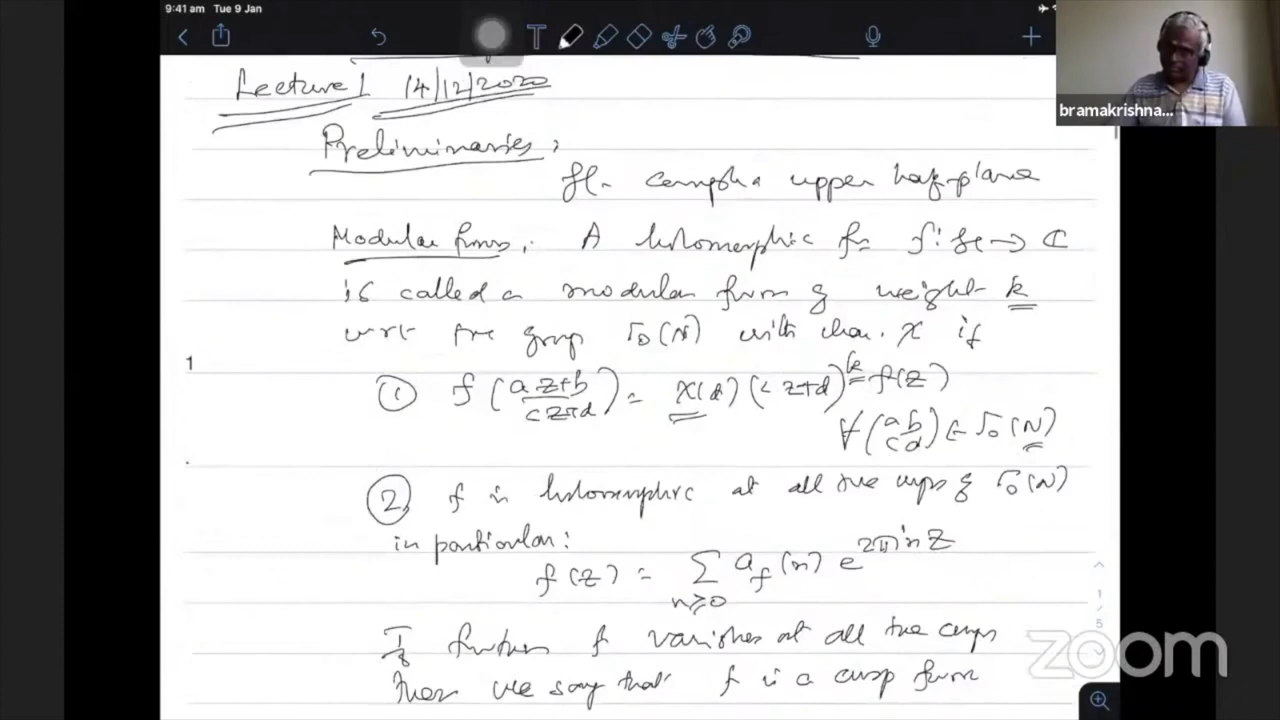 9:41 am Tue 9 Jan
bramakrishna...
Lecture 1 14/12/2020
Preliminaries:
H - complex upper half-plane
Modular forms: A holomorphic fn f: H → ℂ
is called a modular form of weight k
w.r.t the group Γ₀(N) with char. χ if
1
① f((az+b)/(cz+d)) = χ(d) (cz+d)^k f(z)
∀ (a b / c d) ∈ Γ₀(N)
② f is holomorphic at all the cusps of Γ₀(N)
in particular:
f(z) = Σ_{n≥0} a_f(n) e^{2πinz}
If further f vanishes at all the cusps
then we say that f is a cusp form
1/5
zoom